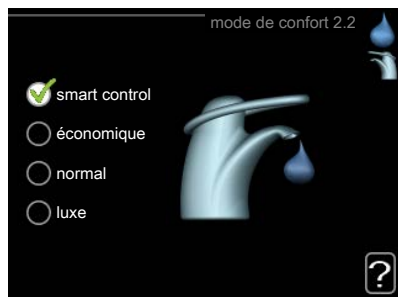 mode de confort 2.2
smart control
économique
normal
luxe
?